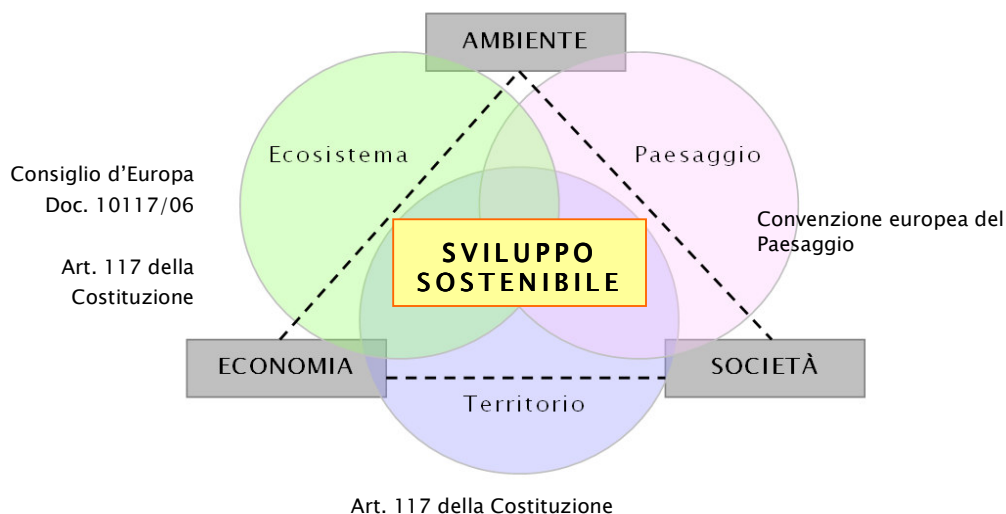 AMBIENTE
Ecosistema
Paesaggio
Consiglio d'Europa
Doc. 10117/06
Art. 117 della
Costituzione
Convenzione europea del
Paesaggio
SVILUPPO
SOSTENIBILE
ECONOMIA
SOCIETÀ
Territorio
Art. 117 della Costituzione